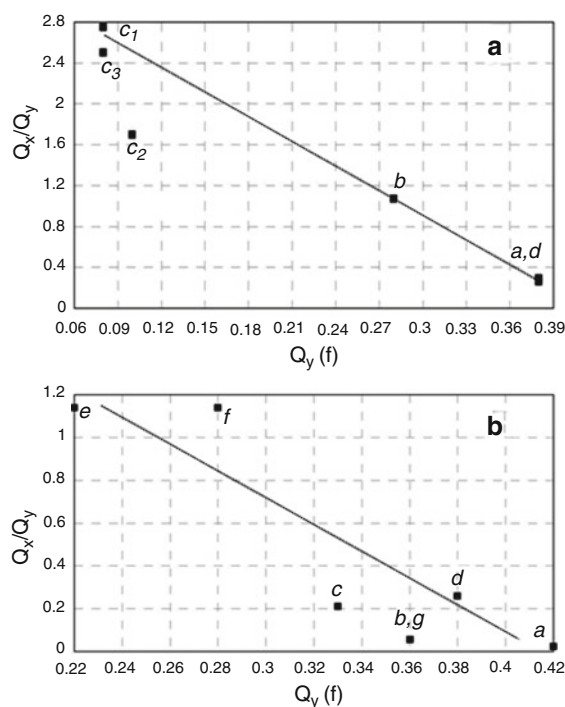 a
2.8
2.4
2
1.6
1.2
0.8
0.4
0
Qx/Qy
c1
c3
c2
b
a,d
0.06 0.09 0.12 0.15 0.18 0.21 0.24 0.27 0.3 0.33 0.36 0.39
Qy (f)
b
1.2
1
0.8
0.6
0.4
0.2
0
Qx/Qy
e
f
c
b,g
d
a
0.22 0.24 0.26 0.28 0.3 0.32 0.34 0.36 0.38 0.40 0.42
Qy (f)